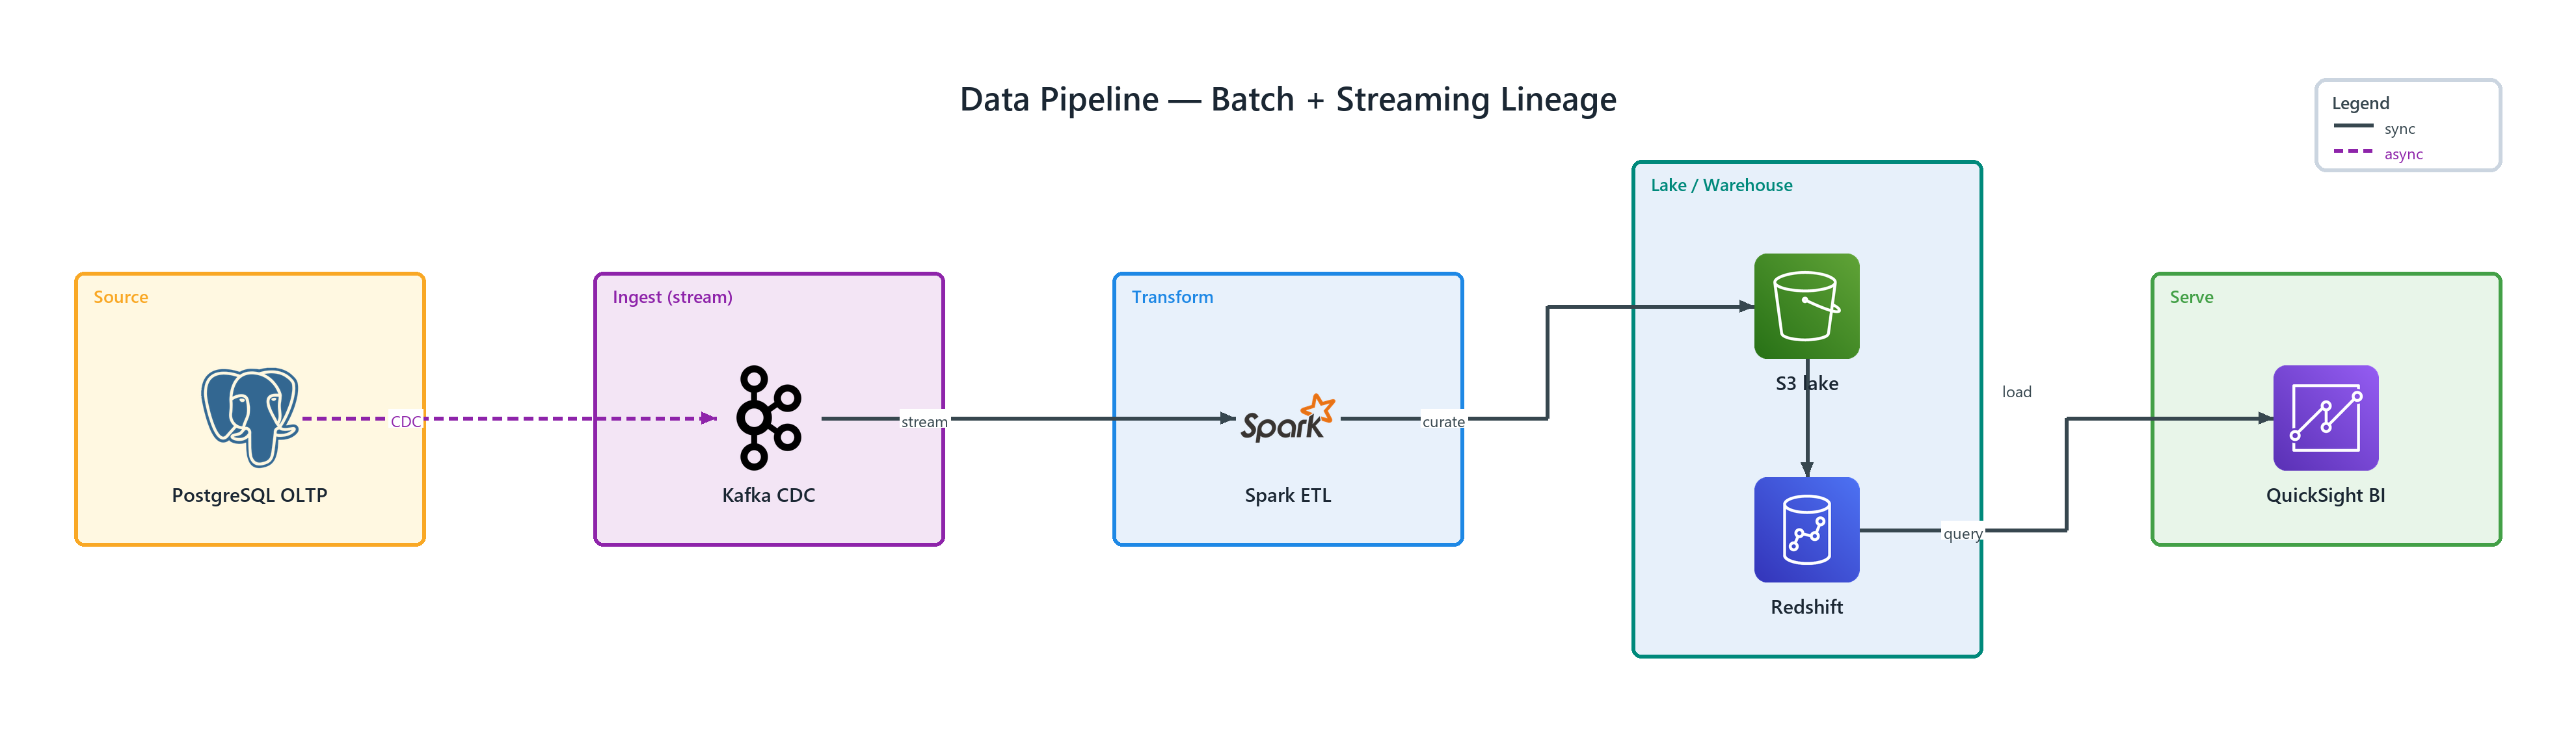 Data Pipeline — Batch + Streaming Lineage
Legend
sync
async
Source
CDC
PostgreSQL OLTP
Ingest (stream)
stream
Kafka CDC
Transform
Spark
curate
Spark ETL
Lake / Warehouse
S3 lake
load
query
Redshift
Serve
QuickSight BI